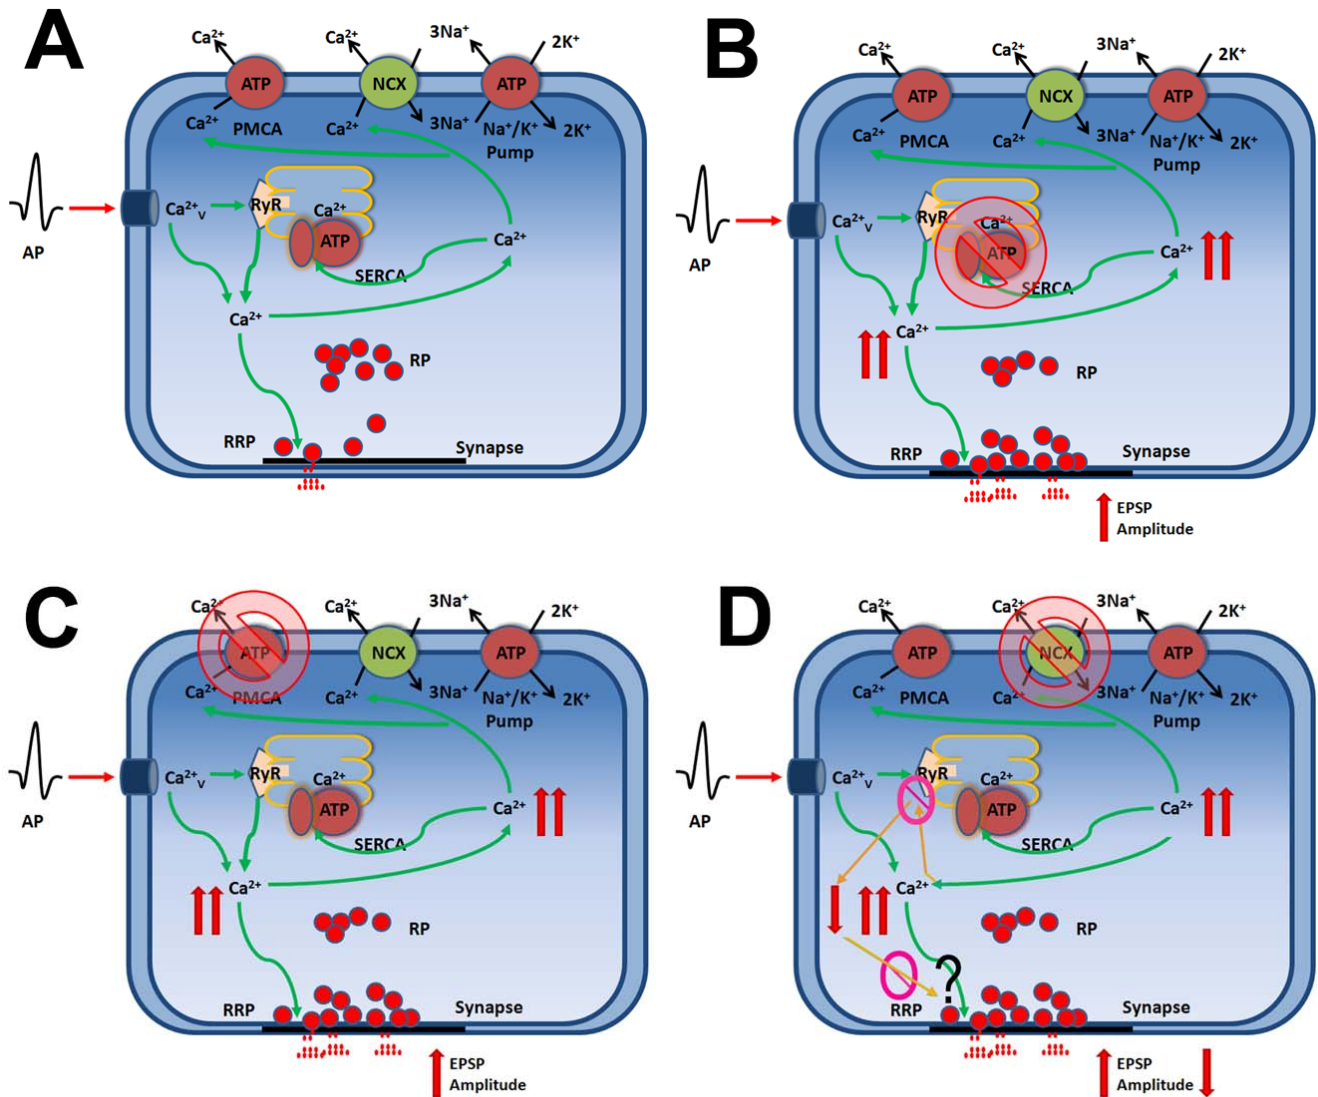 A
Ca²⁺ Ca²⁺ 3Na⁺ 2K⁺
ATP NCX ATP
Ca²⁺ PMCA Ca²⁺ 3Na⁺ Na⁺/K⁺ 2K⁺
Pump
Ca²⁺ᵥ RyR Ca²⁺
AP ATP Ca²⁺
SERCA
Ca²⁺
RP
RRP Synapse
B
Ca²⁺ Ca²⁺ 3Na⁺ 2K⁺
ATP NCX ATP
Ca²⁺ PMCA Ca²⁺ 3Na⁺ Na⁺/K⁺ 2K⁺
Pump
Ca²⁺ᵥ RyR Ca²⁺
AP ATP Ca²⁺
SERCA
Ca²⁺
RP
RRP Synapse
EPSP
Amplitude
C
Ca²⁺ Ca²⁺ 3Na⁺ 2K⁺
ATP NCX ATP
Ca²⁺ PMCA Ca²⁺ 3Na⁺ Na⁺/K⁺ 2K⁺
Pump
Ca²⁺ᵥ RyR Ca²⁺
AP ATP Ca²⁺
SERCA
Ca²⁺
RP
RRP Synapse
EPSP
Amplitude
D
Ca²⁺ Ca²⁺ 3Na⁺ 2K⁺
ATP NCX ATP
Ca²⁺ PMCA Ca²⁺ 3Na⁺ Na⁺/K⁺ 2K⁺
Pump
Ca²⁺ᵥ RyR Ca²⁺
AP ATP Ca²⁺
SERCA
Ca²⁺
RP
?
RRP Synapse
EPSP
Amplitude